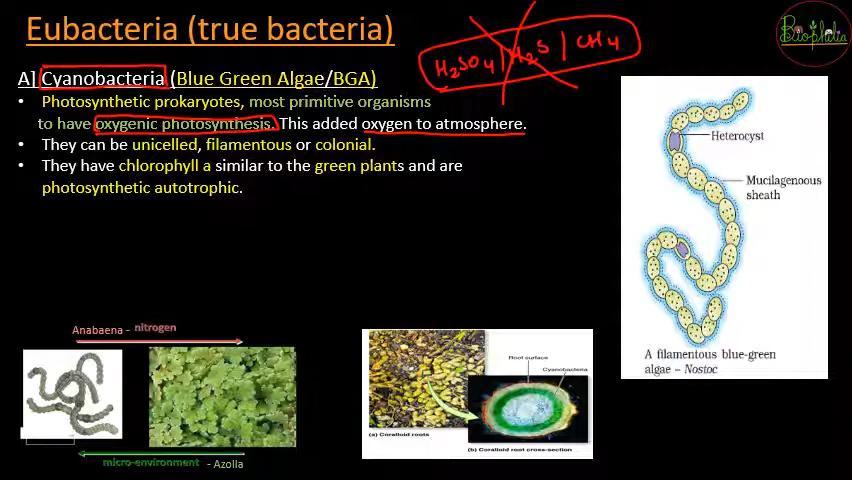 Eubacteria (true bacteria)
H₂SO₄ | H₂S | CH₄
Biophilia
A] Cyanobacteria (Blue Green Algae/BGA)
• Photosynthetic prokaryotes, most primitive organisms
to have oxygenic photosynthesis. This added oxygen to atmosphere.
• They can be unicelled, filamentous or colonial.
• They have chlorophyll a similar to the green plants and are
photosynthetic autotrophic.
Heterocyst
Mucilagenous
sheath
A filamentous blue-green
algae – Nostoc
Anabaena - nitrogen
micro-environment - Azolla
Root surface
Cyanobacteria
(a) Coralloid roots
(b) Coralloid root cross-section